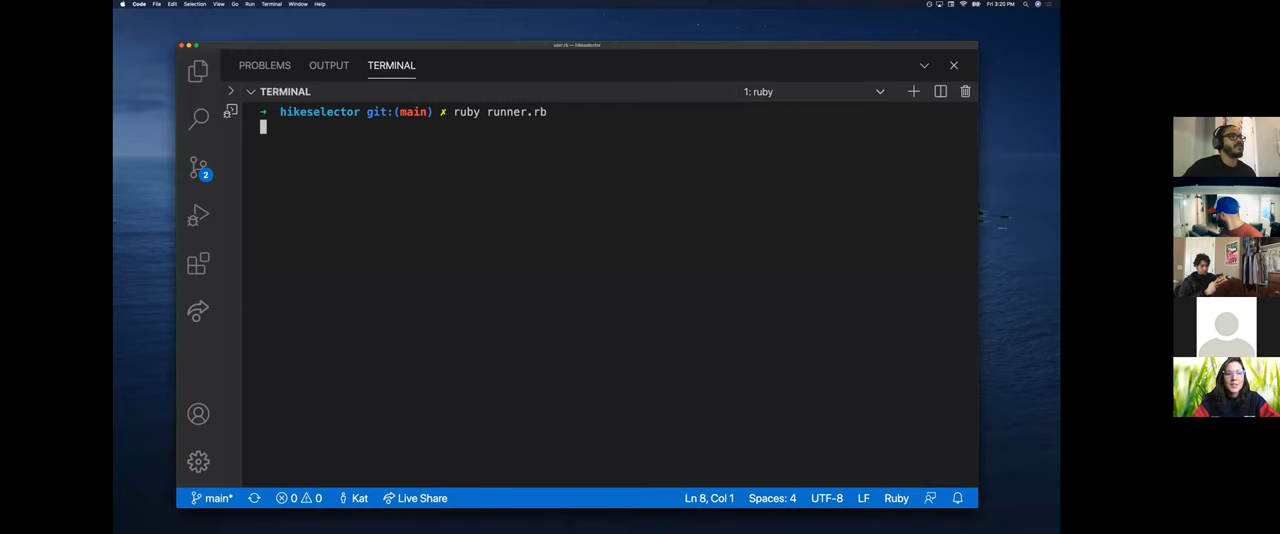 Code File Edit Selection View Go Run Terminal Window Help
Fri 3:20 PM
user.rb — hikeselector
PROBLEMS OUTPUT TERMINAL
TERMINAL
1: ruby
→ hikeselector git:(main) ✗ ruby runner.rb
2
main* 0 0 Kat Live Share
Ln 8, Col 1 Spaces: 4 UTF-8 LF Ruby